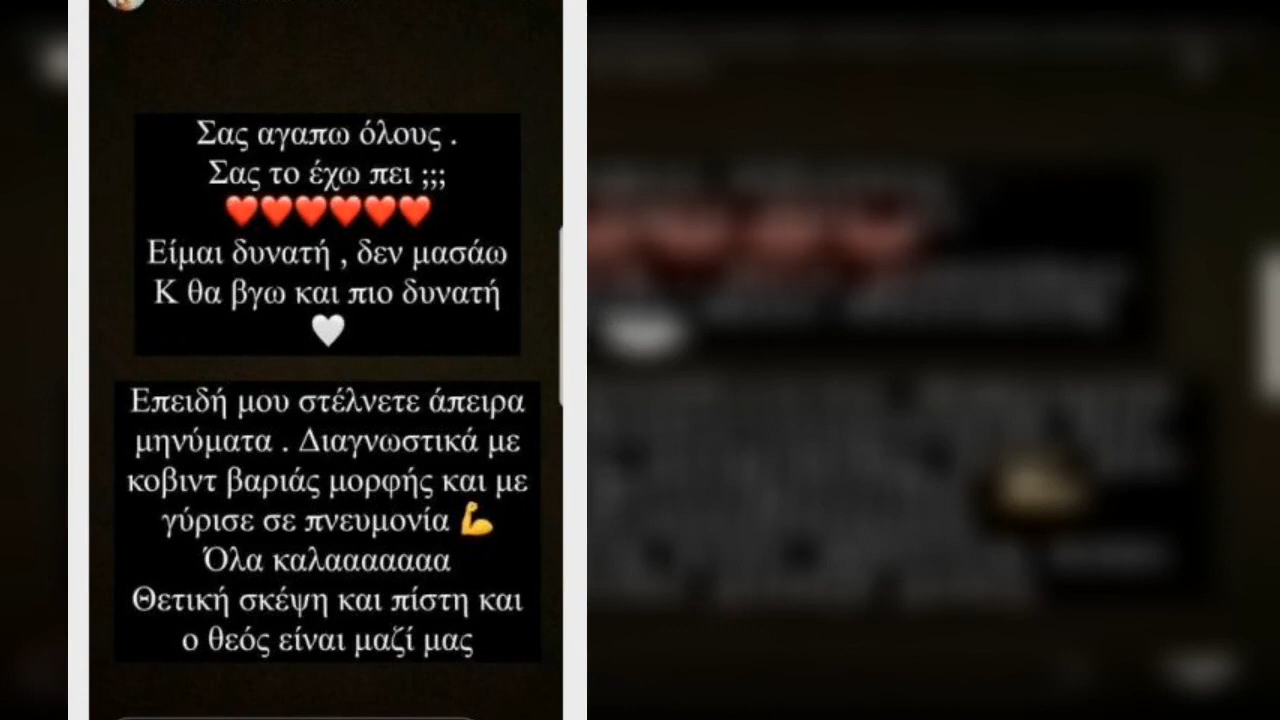 Σας αγαπω όλους .
Σας το έχω πει ;;;
❤️❤️❤️❤️❤️❤️
Είμαι δυνατή , δεν μασάω
Κ θα βγω και πιο δυνατή
🤍
Επειδή μου στέλνετε άπειρα
μηνύματα . Διαγνωστικά με
κοβιντ βαριάς μορφής και με
γύρισε σε πνευμονία 💪
Όλα καλααααααα
Θετική σκέψη και πίστη και
ο θεός είναι μαζί μας